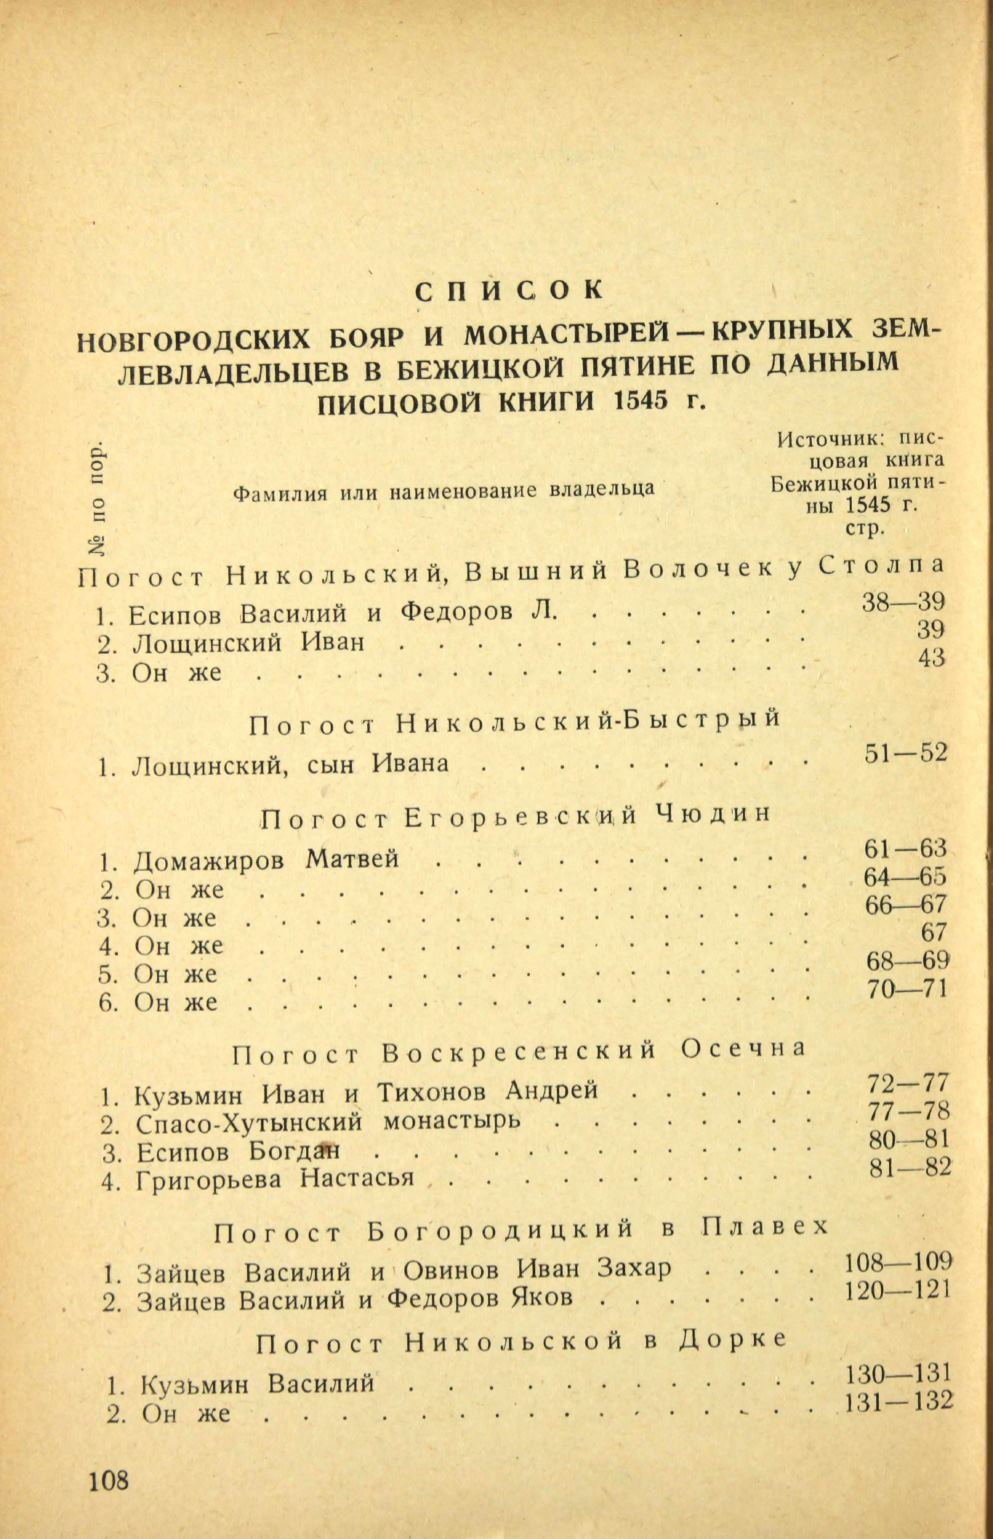 СПИСОК
НОВГОРОДСКИХ БОЯР И МОНАСТЫРЕЙ — КРУПНЫХ ЗЕМ-
ЛЕВЛАДЕЛЬЦЕВ В БЕЖИЦКОЙ ПЯТИНЕ ПО ДАННЫМ
ПИСЦОВОЙ КНИГИ 1545 г.
№ по пор.
Фамилия или наименование владельца
Источник: пис-
цовая книга
Бежицкой пяти-
ны 1545 г.
стр.
Погост Никольский, Вышний Волочек у Столпа
1. Есипов Василий и Федоров Л. . . . . . . . 38—39
2. Лощинский Иван . . . . . . . . . . . 39
3. Он же . . . . . . . . . . . . . . . 43
Погост Никольский-Быстрый
1. Лощинский, сын Ивана . . . . . . . . . . 51—52
Погост Егорьевский Чюдин
1. Домажиров Матвей . . . . . . . . . . . 61—63
2. Он же . . . . . . . . . . . . . . . 64—65
3. Он же . . . . . . . . . . . . . . . . 66—67
4. Он же . . . . . . . . . . . . . . . 67
5. Он же . . . . . . . . . . . . . . . . 68—69
6. Он же . . . . . . . . . . . . . . . . 70—71
Погост Воскресенский Осечна
1. Кузьмин Иван и Тихонов Андрей . . . . . . 72—77
2. Спасо-Хутынский монастырь . . . . . . . . 77—78
3. Есипов Богдан . . . . . . . . . . . . 80—81
4. Григорьева Настасья . . . . . . . . . . . 81—82
Погост Богородицкий в Плавех
1. Зайцев Василий и Овинов Иван Захар . . . . 108—109
2. Зайцев Василий и Федоров Яков . . . . . . . 120—121
Погост Никольской в Дорке
1. Кузьмин Василий . . . . . . . . . . . 130—131
2. Он же . . . . . . . . . . . . . . . 131—132
108